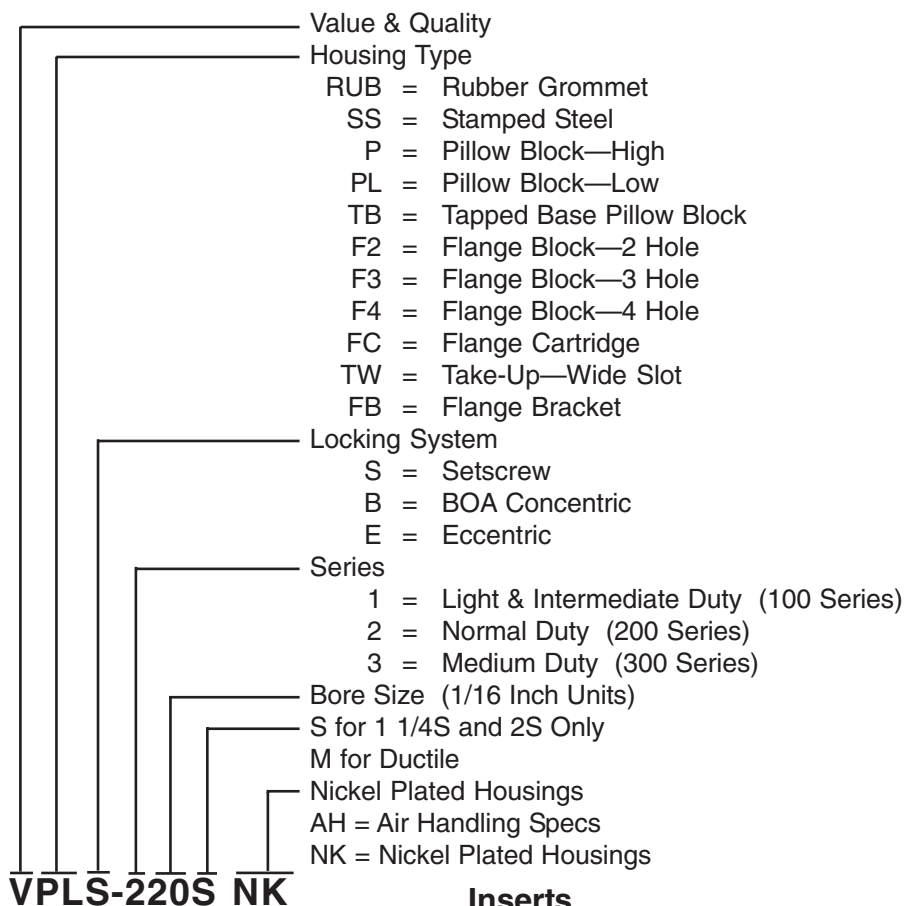 Value & Quality
Housing Type
RUB = Rubber Grommet
SS = Stamped Steel
P = Pillow Block—High
PL = Pillow Block—Low
TB = Tapped Base Pillow Block
F2 = Flange Block—2 Hole
F3 = Flange Block—3 Hole
F4 = Flange Block—4 Hole
FC = Flange Cartridge
TW = Take-Up—Wide Slot
FB = Flange Bracket
Locking System
S = Setscrew
B = BOA Concentric
E = Eccentric
Series
1 = Light & Intermediate Duty (100 Series)
2 = Normal Duty (200 Series)
3 = Medium Duty (300 Series)
Bore Size (1/16 Inch Units)
S for 1 1/4S and 2S Only
M for Ductile
Nickel Plated Housings
AH = Air Handling Specs
NK = Nickel Plated Housings
VPLS-220S NK
Inserts